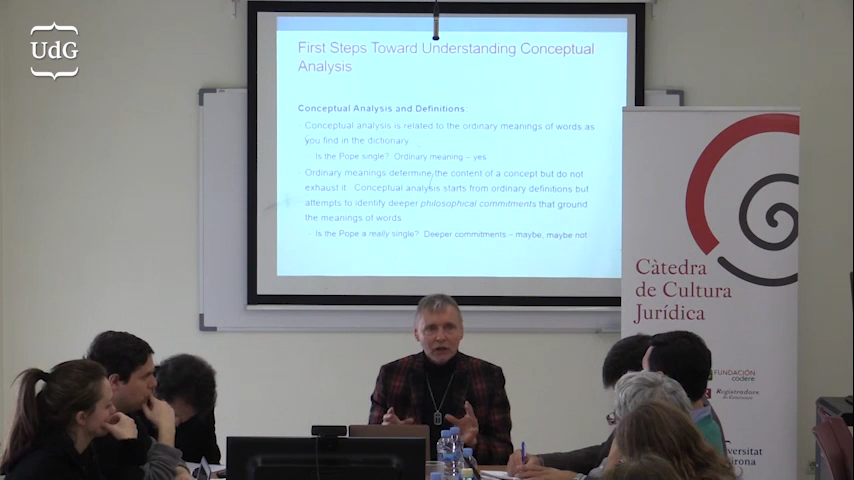 UdG
First Steps Toward Understanding Conceptual
Analysis
Conceptual Analysis and Definitions:
Conceptual analysis is related to the ordinary meanings of words as
you find in the dictionary.
Is the Pope single? Ordinary meaning – yes
Ordinary meanings determine the content of a concept but do not
exhaust it. Conceptual analysis starts from ordinary definitions but
attempts to identify deeper philosophical commitments that ground
the meanings of words.
Is the Pope a really single? Deeper commitments – maybe, maybe not
Càtedra
de Cultura
Jurídica
FUNDACIÓN
codere
Registradors
de Catalunya